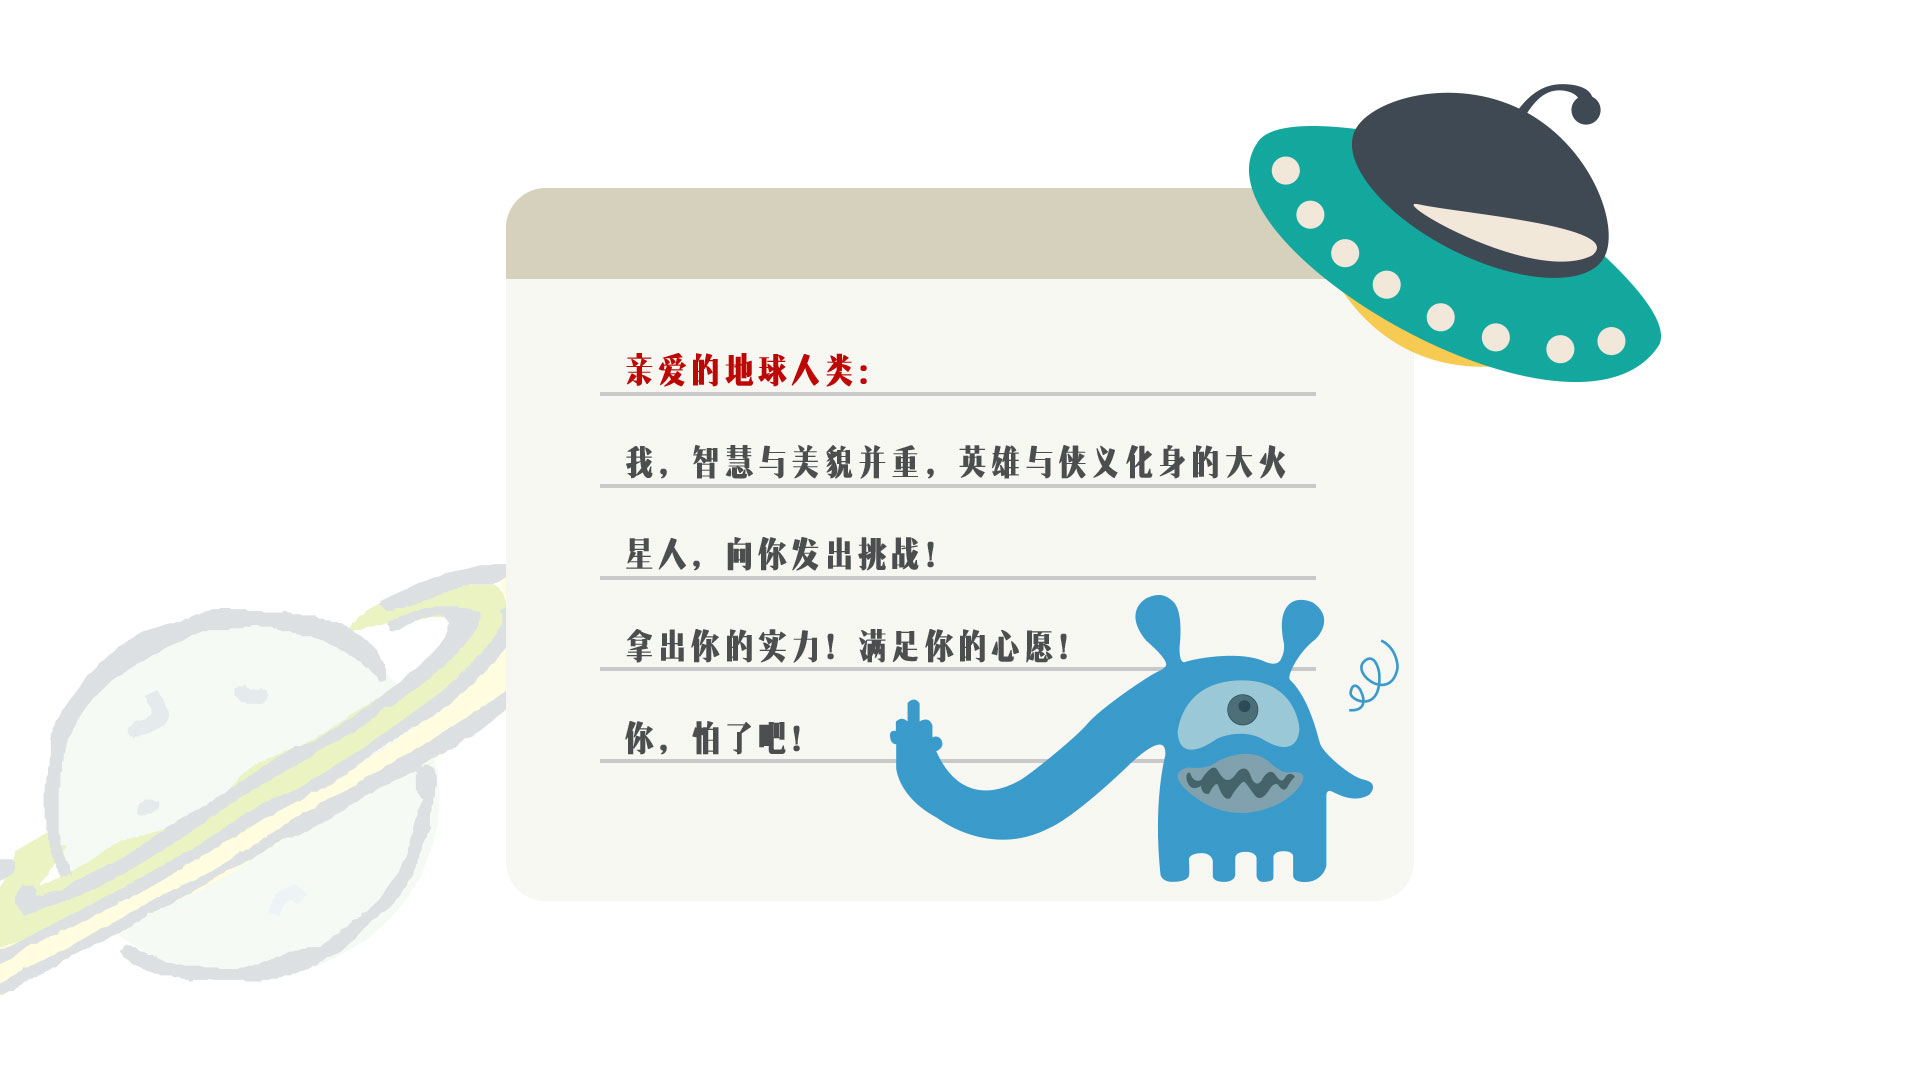 亲爱的地球人类：
我，智慧与美貌并重，英雄与侠义化身的大火
星人，向你发出挑战！
拿出你的实力！满足你的心愿！
你，怕了吧！